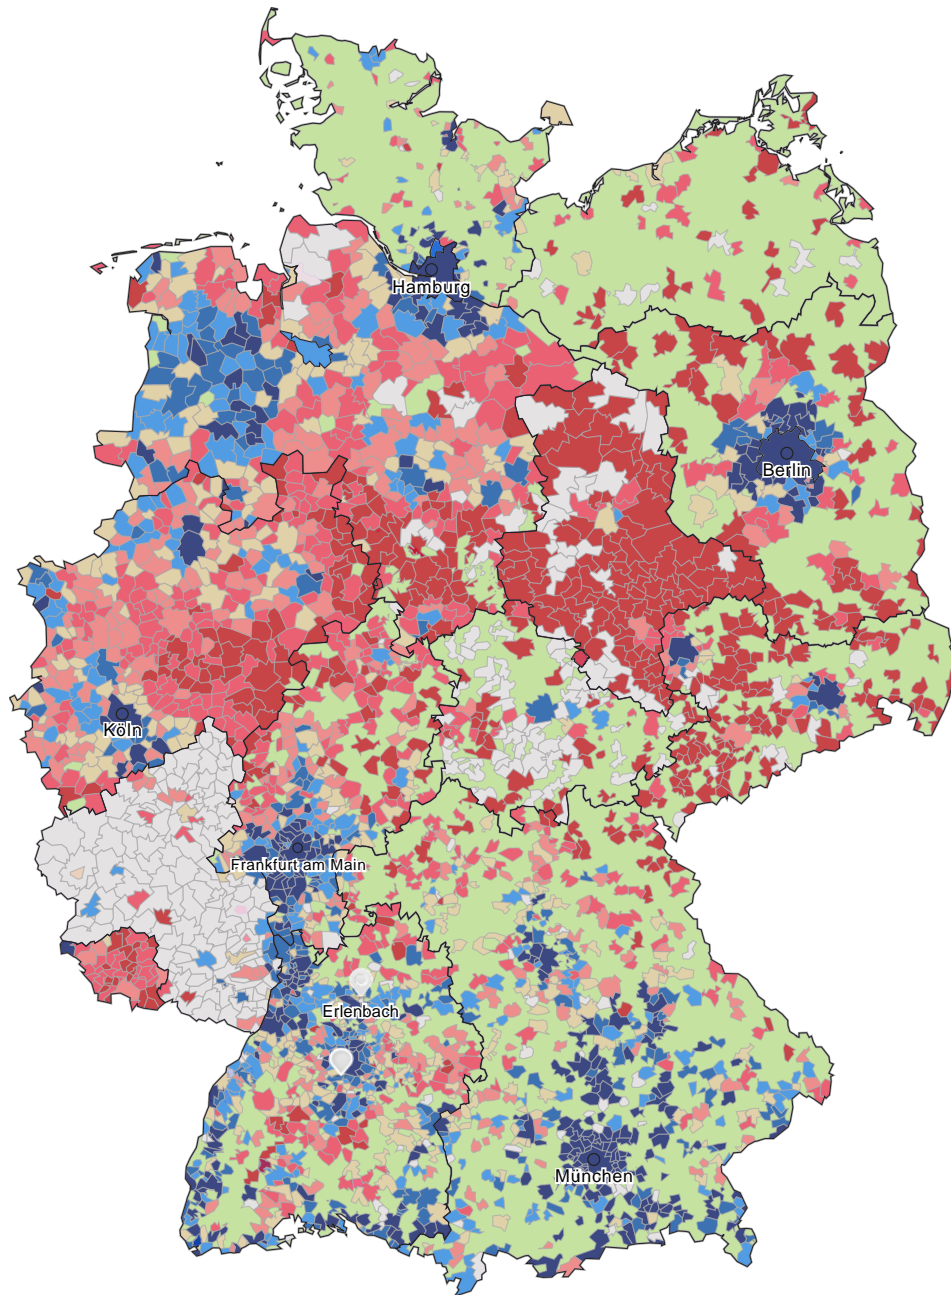 Hamburg
Berlin
Köln
Frankfurt am Main
Erlenbach
München